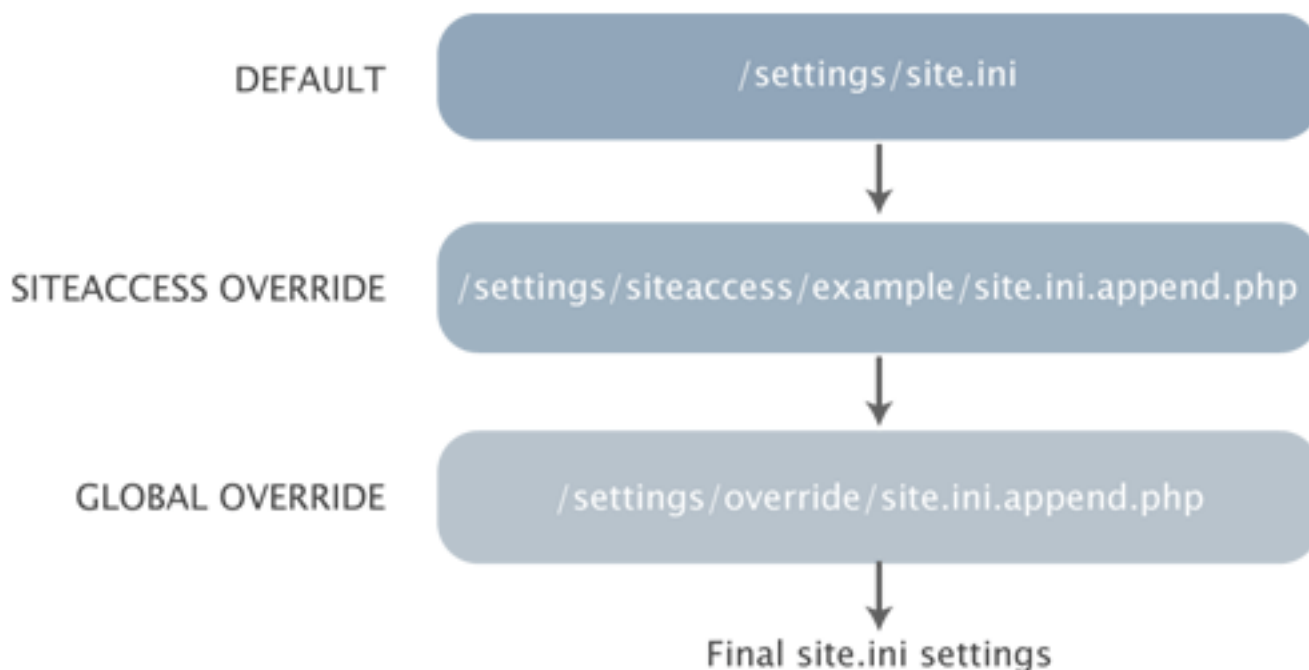 DEFAULT
/settings/site.ini
SITEACCESS OVERRIDE
/settings/siteaccess/example/site.ini.append.php
GLOBAL OVERRIDE
/settings/override/site.ini.append.php
Final site.ini settings